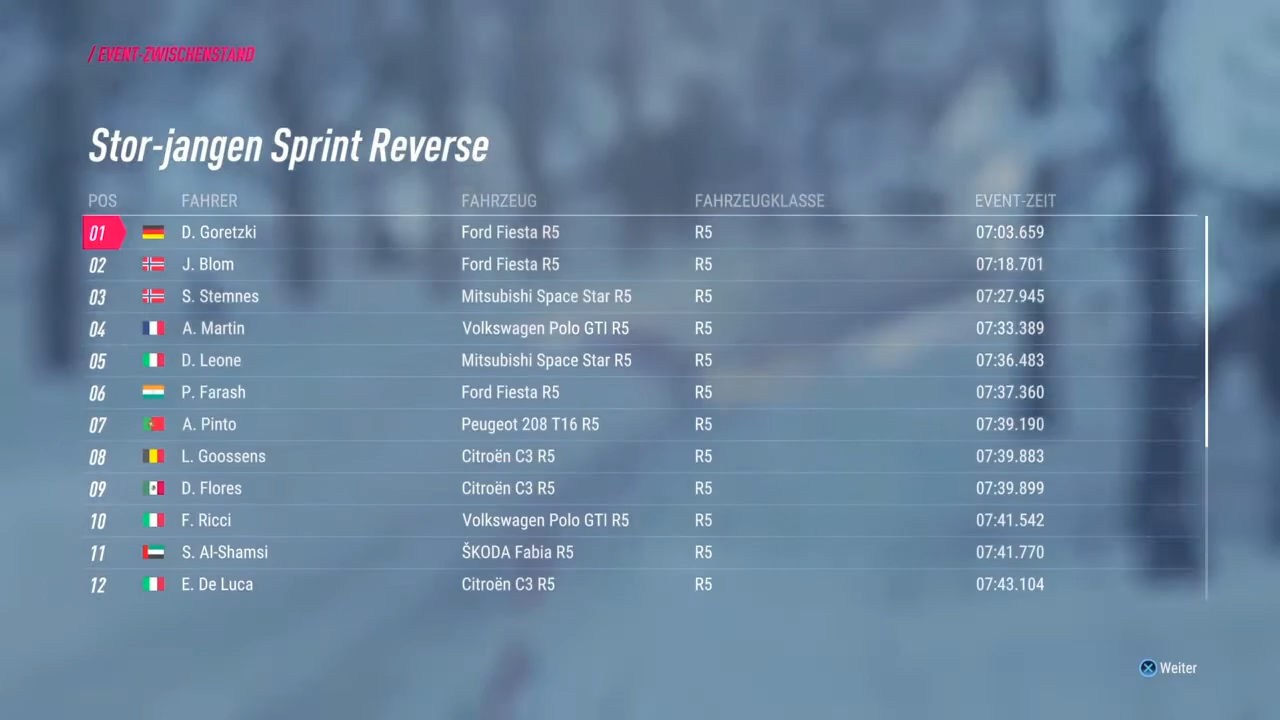 / EVENT-ZWISCHENSTAND
Stor-jangen Sprint Reverse
POS FAHRER FAHRZEUG FAHRZEUGKLASSE EVENT-ZEIT
01 D. Goretzki Ford Fiesta R5 R5 07:03.659
02 J. Blom Ford Fiesta R5 R5 07:18.701
03 S. Stemnes Mitsubishi Space Star R5 R5 07:27.945
04 A. Martin Volkswagen Polo GTI R5 R5 07:33.389
05 D. Leone Mitsubishi Space Star R5 R5 07:36.483
06 P. Farash Ford Fiesta R5 R5 07:37.360
07 A. Pinto Peugeot 208 T16 R5 R5 07:39.190
08 L. Goossens Citroën C3 R5 R5 07:39.883
09 D. Flores Citroën C3 R5 R5 07:39.899
10 F. Ricci Volkswagen Polo GTI R5 R5 07:41.542
11 S. Al-Shamsi ŠKODA Fabia R5 R5 07:41.770
12 E. De Luca Citroën C3 R5 R5 07:43.104
Weiter